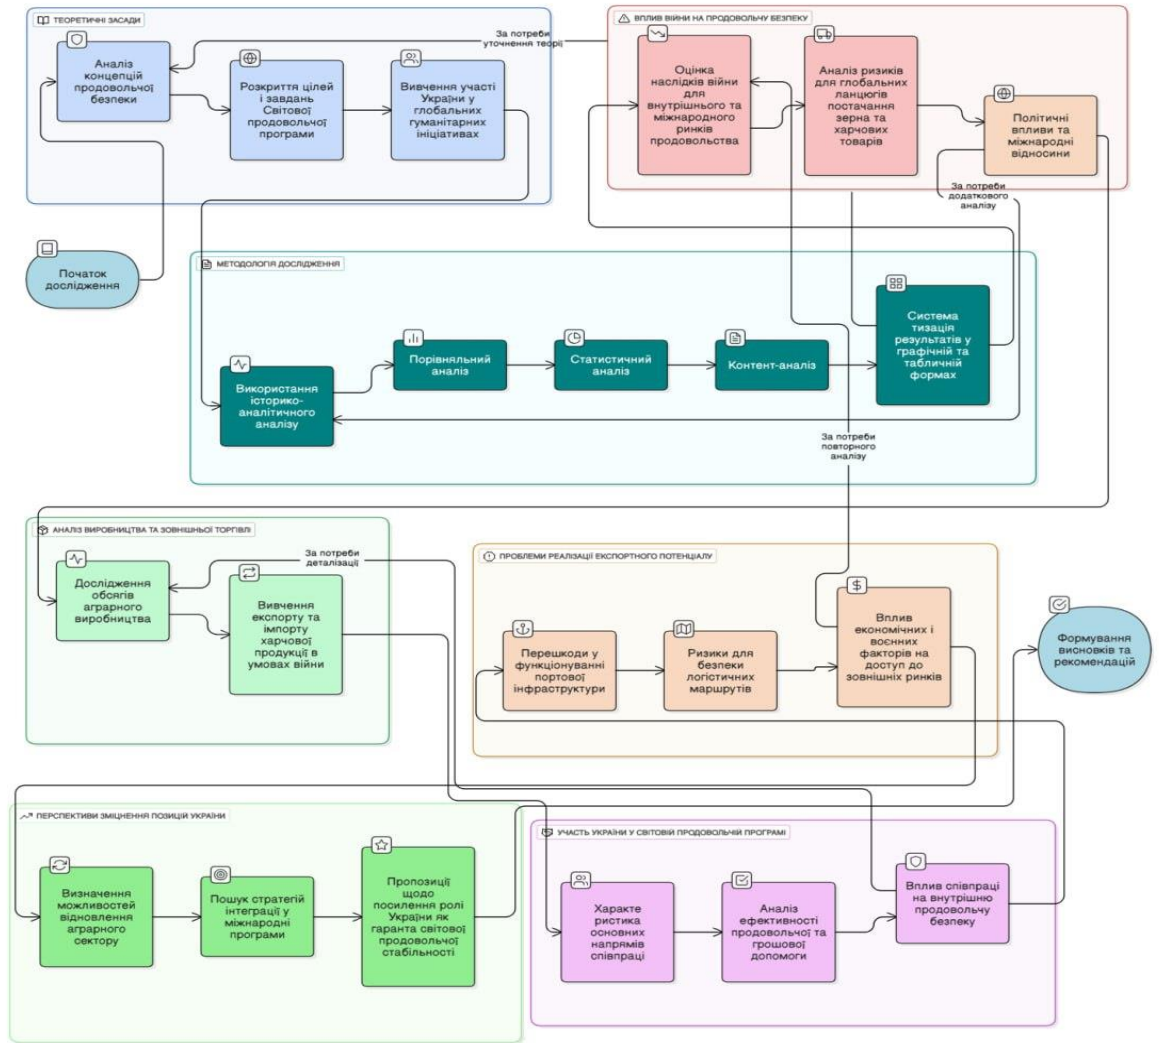 ТЕОРЕТИЧНІ ЗАСАДИ
Аналіз
концепцій
продовольчої
безпеки
Розкриття цілей
і завдань
Світової
продовольчої
програми
Вивчення участі
України у
глобальних
гуманітарних
ініціативах
За потреби
уточнення теорії
ВПЛИВ ВІЙНИ НА ПРОДОВОЛЬЧУ БЕЗПЕКУ
Оцінка
наслідків війни
для
внутрішнього та
міжнародного
ринків
продовольства
Аналіз ризиків
для глобальних
ланцюгів
постачання
зерна та
харчових
товарів
Політичні
впливи та
міжнародні
відносини
За потреби
додаткового
аналізу
Початок
дослідження
МЕТОДОЛОГІЯ ДОСЛІДЖЕННЯ
Використання
історико-
аналітичного
аналізу
Порівняльний
аналіз
Статистичний
аналіз
Контент-аналіз
Система
тизація
результатів у
графічній та
табличній
формах
За потреби
повторного
аналізу
АНАЛІЗ ВИРОБНИЦТВА ТА ЗОВНІШНЬОЇ ТОРГІВЛІ
Дослідження
обсягів
аграрного
виробництва
За потреби
деталізації
Вивчення
експорту та
імпорту
харчової
продукції в
умовах війни
ПРОБЛЕМИ РЕАЛІЗАЦІЇ ЕКСПОРТНОГО ПОТЕНЦІАЛУ
Перешкоди у
функціонуванні
портової
інфраструктури
Ризики для
безпеки
логістичних
маршрутів
Вплив
економічних і
воєнних
факторів на
доступ до
зовнішніх ринків
Формування
висновків та
рекомендацій
ПЕРСПЕКТИВИ ЗМІЦНЕННЯ ПОЗИЦІЙ УКРАЇНИ
Визначення
можливостей
відновлення
аграрного
сектору
Пошук стратегій
інтеграції у
міжнародні
програми
Пропозиції
щодо
посилення ролі
України як
гаранта світової
продовольчої
стабільності
УЧАСТЬ УКРАЇНИ У СВІТОВІЙ ПРОДОВОЛЬЧІЙ ПРОГРАМІ
Характе
ристика
основних
напрямів
співпраці
Аналіз
ефективності
продовольчої та
грошової
допомоги
Вплив співпраці
на внутрішню
продовольчу
безпеку